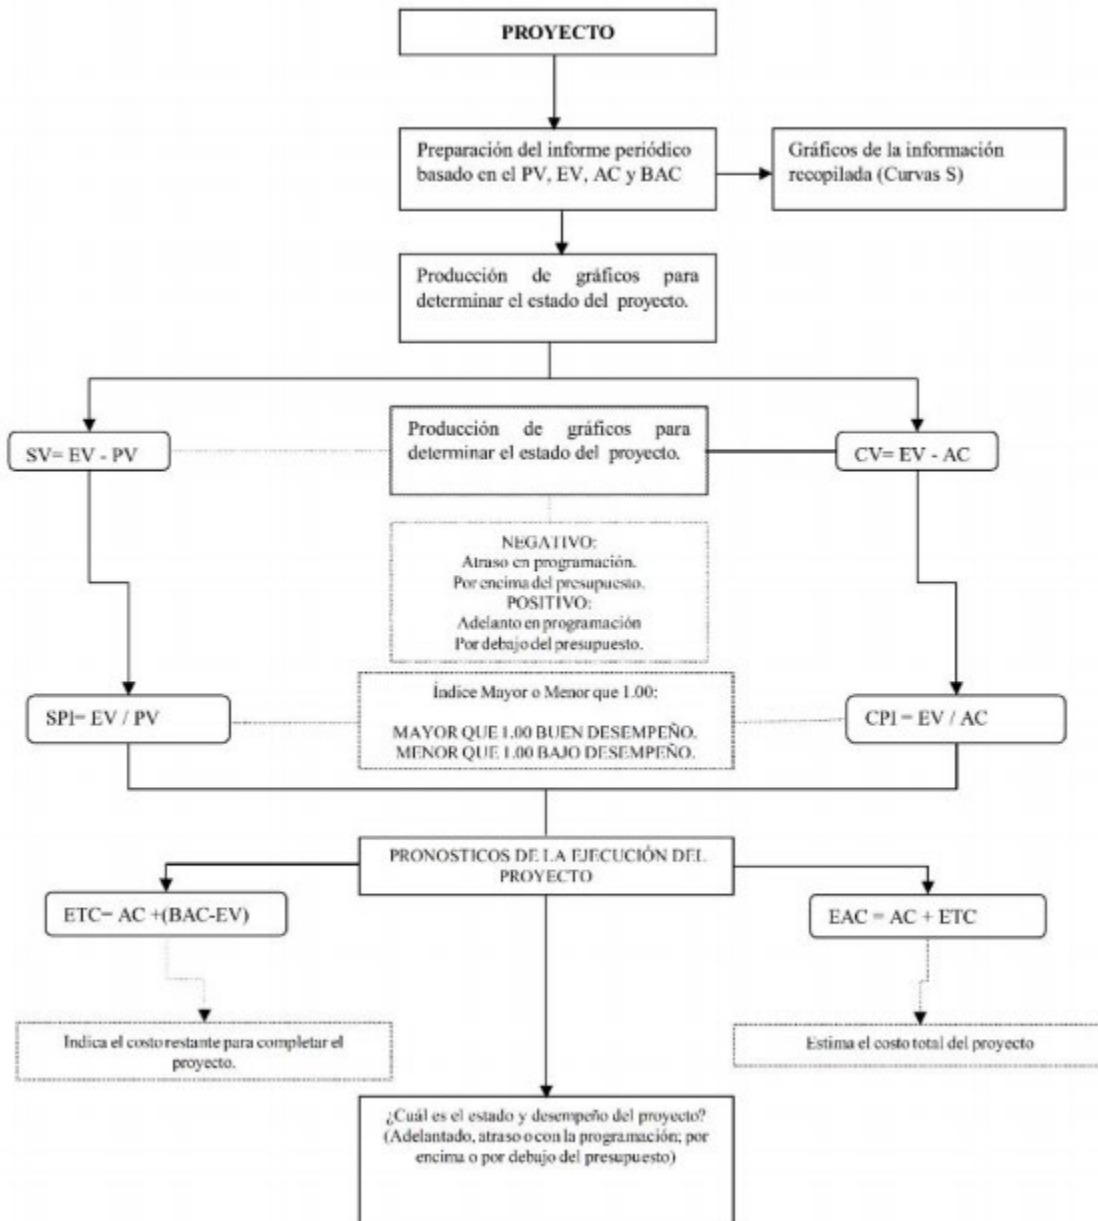 PROYECTO
Preparación del informe periódico
basado en el PV, EV, AC y BAC
Gráficos de la información
recopilada (Curvas S)
Producción de gráficos para
determinar el estado del proyecto.
SV= EV - PV
Producción de gráficos para
determinar el estado del proyecto.
CV= EV - AC
NEGATIVO:
Atraso en programación.
Por encima del presupuesto.
POSITIVO:
Adelanto en programación
Por debajo del presupuesto.
SPI= EV / PV
Índice Mayor o Menor que 1.00:
MAYOR QUE 1.00 BUEN DESEMPEÑO.
MENOR QUE 1.00 BAJO DESEMPEÑO.
CPI = EV / AC
PRONOSTICOS DE LA EJECUCIÓN DEL
PROYECTO
ETC= AC +(BAC-EV)
EAC = AC + ETC
Indica el costo restante para completar el
proyecto.
Estima el costo total del proyecto
¿Cuál es el estado y desempeño del proyecto?
(Adelantado, atraso o con la programación; por
encima o por debajo del presupuesto)